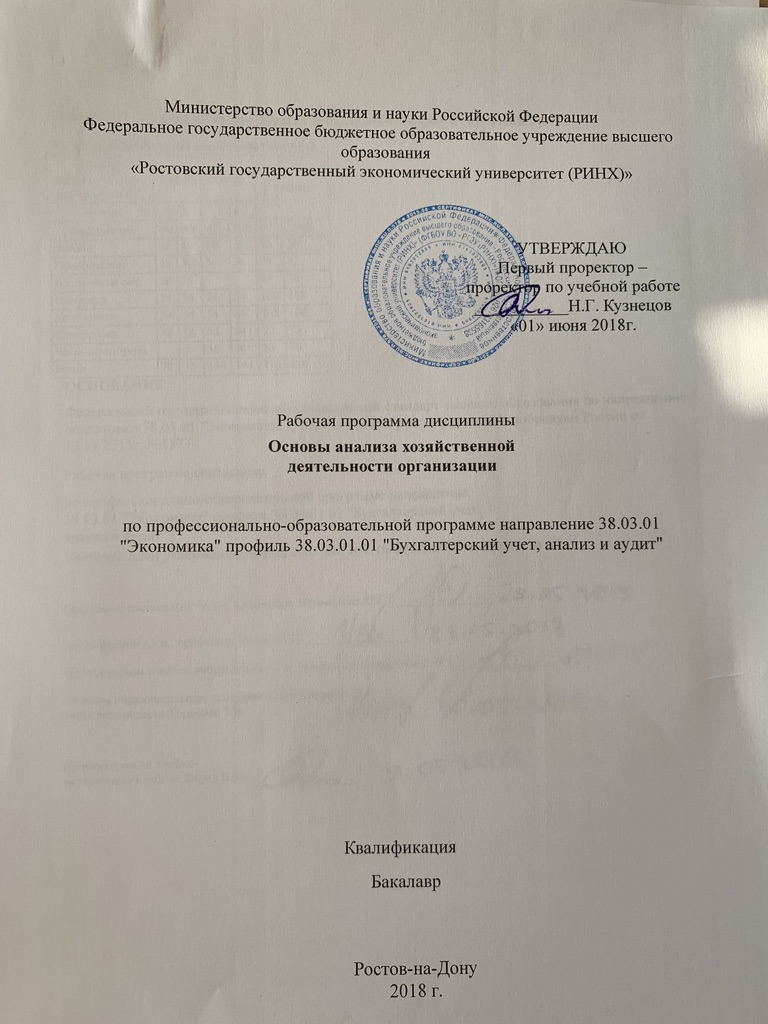 Министерство образования и науки Российской Федерации
Федеральное государственное бюджетное образовательное учреждение высшего
образования
«Ростовский государственный экономический университет (РИНХ)»
УТВЕРЖДАЮ
Первый проректор –
проректор по учебной работе
Н.Г. Кузнецов
«01» июня 2018г.
Рабочая программа дисциплины
Основы анализа хозяйственной
деятельности организации
по профессионально-образовательной программе направление 38.03.01
"Экономика" профиль 38.03.01.01 "Бухгалтерский учет, анализ и аудит"
Квалификация
Бакалавр
Ростов-на-Дону
2018 г.